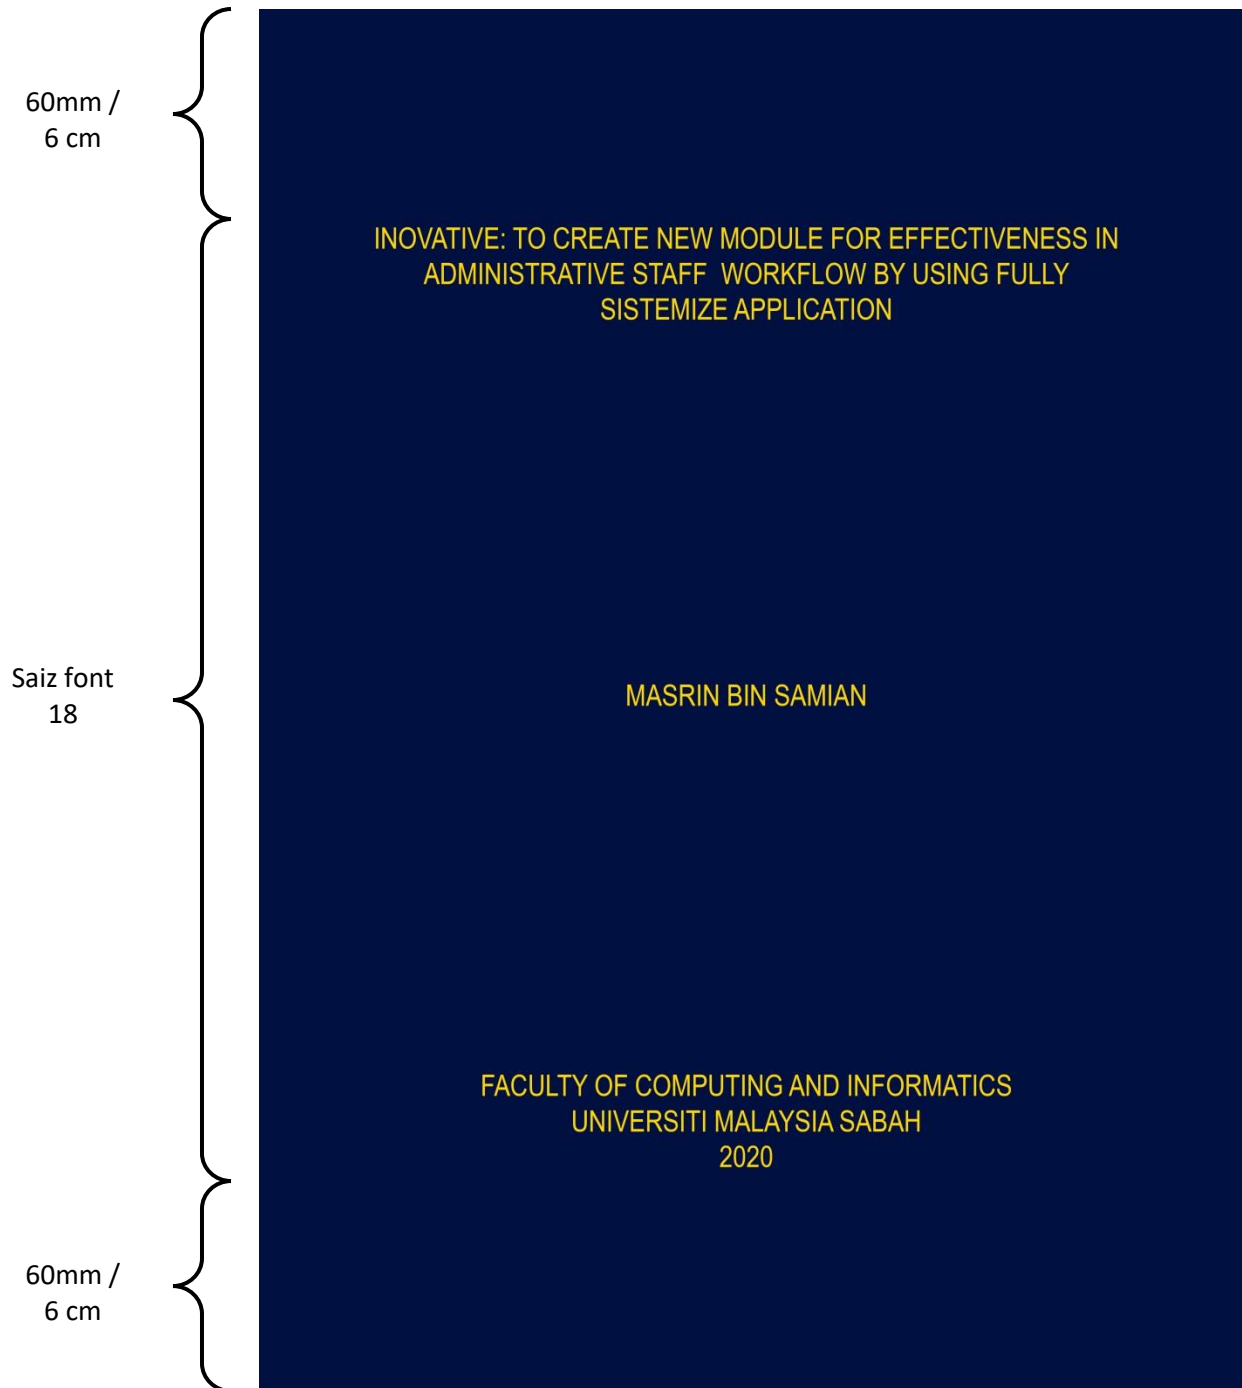 60mm /
6 cm
INOVATIVE: TO CREATE NEW MODULE FOR EFFECTIVENESS IN
ADMINISTRATIVE STAFF  WORKFLOW BY USING FULLY
SISTEMIZE APPLICATION
Saiz font
18
MASRIN BIN SAMIAN
FACULTY OF COMPUTING AND INFORMATICS
UNIVERSITI MALAYSIA SABAH
2020
60mm /
6 cm